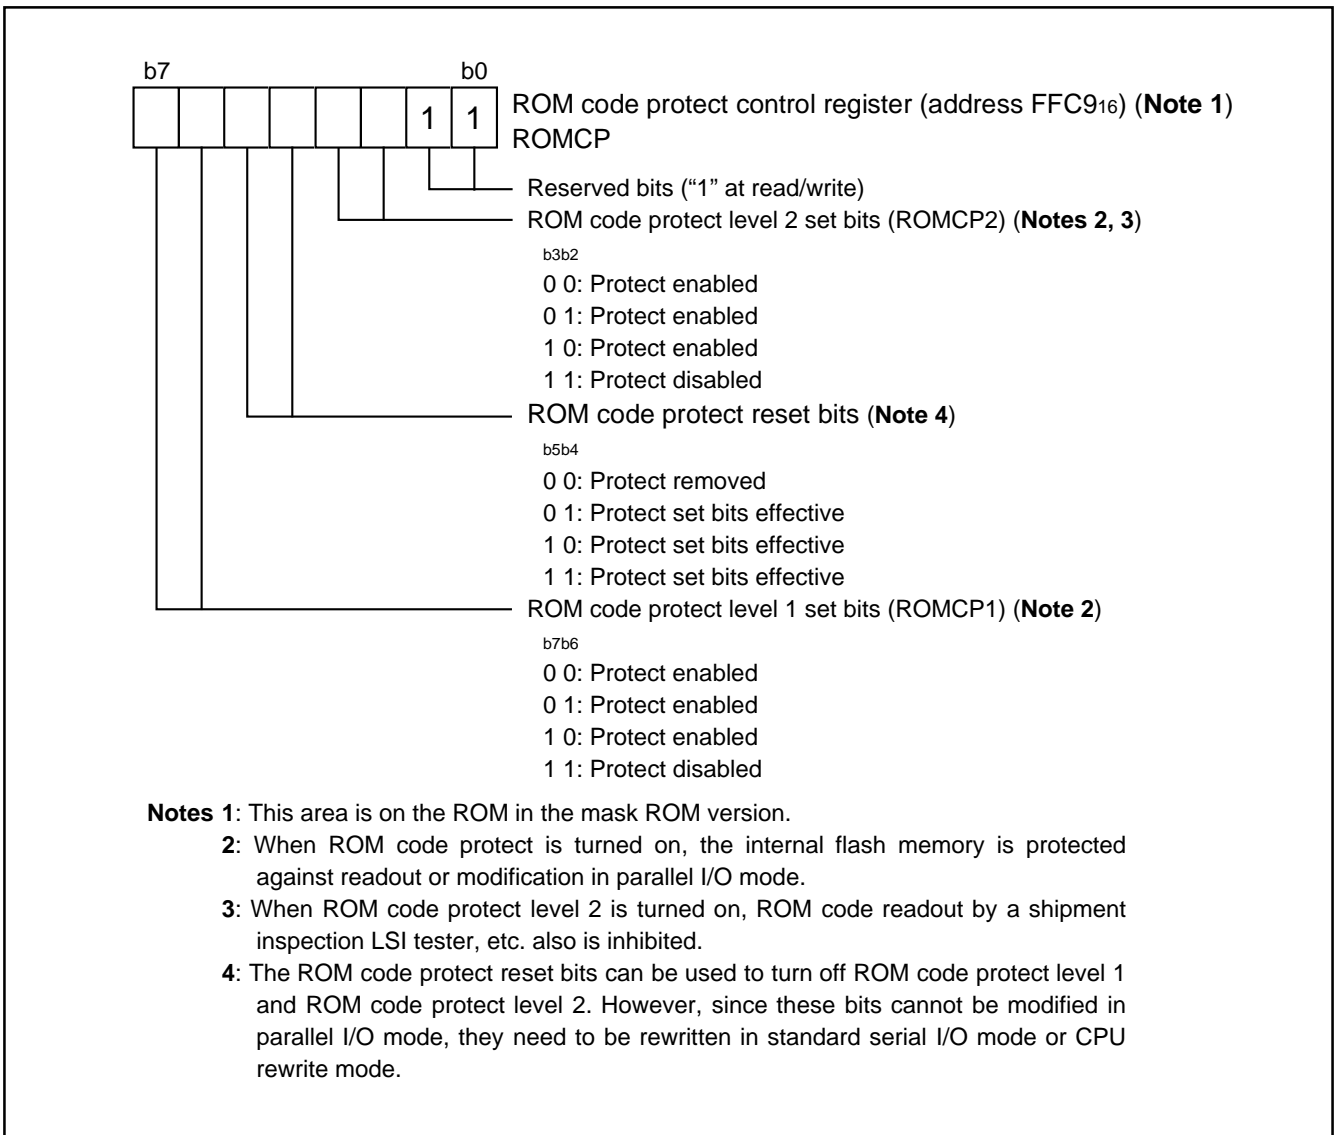 b7 b0
1 1
ROM code protect control register (address FFC916) (Note 1)
ROMCP
Reserved bits (“1” at read/write)
ROM code protect level 2 set bits (ROMCP2) (Notes 2, 3)
b3b2
0 0: Protect enabled
0 1: Protect enabled
1 0: Protect enabled
1 1: Protect disabled
ROM code protect reset bits (Note 4)
b5b4
0 0: Protect removed
0 1: Protect set bits effective
1 0: Protect set bits effective
1 1: Protect set bits effective
ROM code protect level 1 set bits (ROMCP1) (Note 2)
b7b6
0 0: Protect enabled
0 1: Protect enabled
1 0: Protect enabled
1 1: Protect disabled
Notes 1: This area is on the ROM in the mask ROM version.
2: When ROM code protect is turned on, the internal flash memory is protected
against readout or modification in parallel I/O mode.
3: When ROM code protect level 2 is turned on, ROM code readout by a shipment
inspection LSI tester, etc. also is inhibited.
4: The ROM code protect reset bits can be used to turn off ROM code protect level 1
and ROM code protect level 2. However, since these bits cannot be modified in
parallel I/O mode, they need to be rewritten in standard serial I/O mode or CPU
rewrite mode.